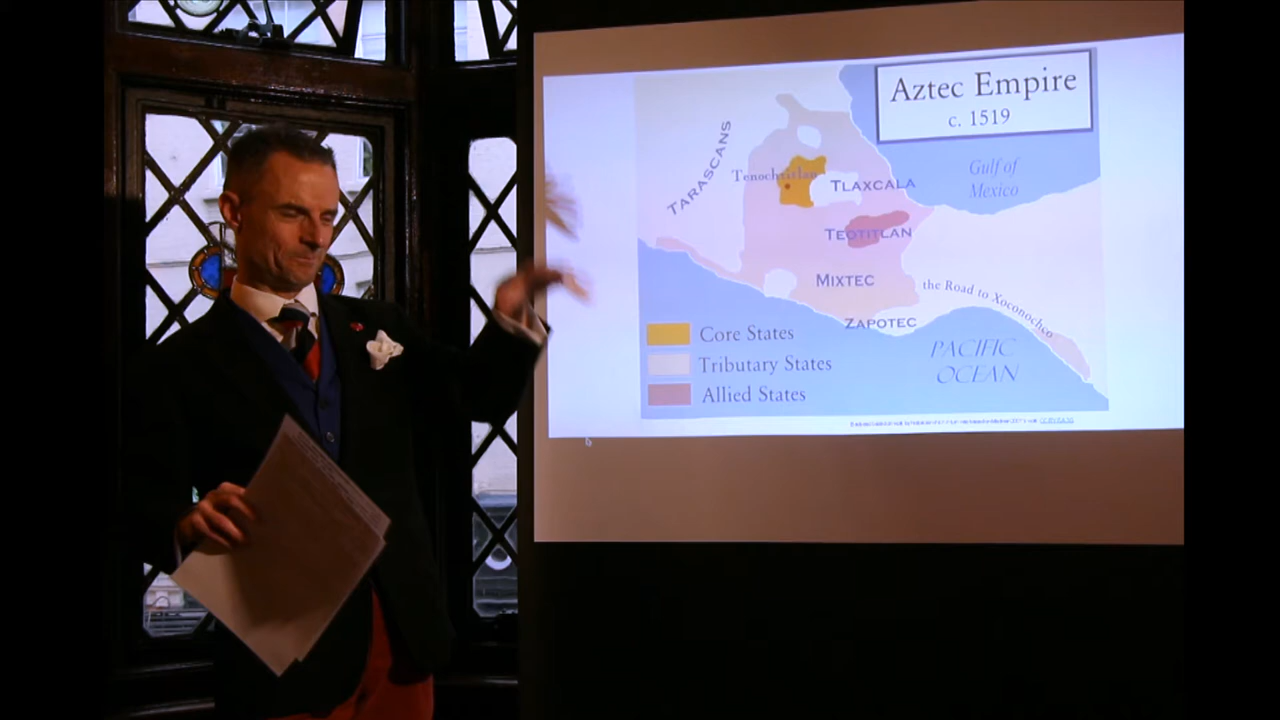 Aztec Empire
c. 1519
TARASCANS
Gulf of
Mexico
Tenochtitlan
TLAXCALA
TEOTITLAN
MIXTEC
the Road to Xoconochco
ZAPOTEC
Core States
Tributary States
Allied States
PACIFIC
OCEAN